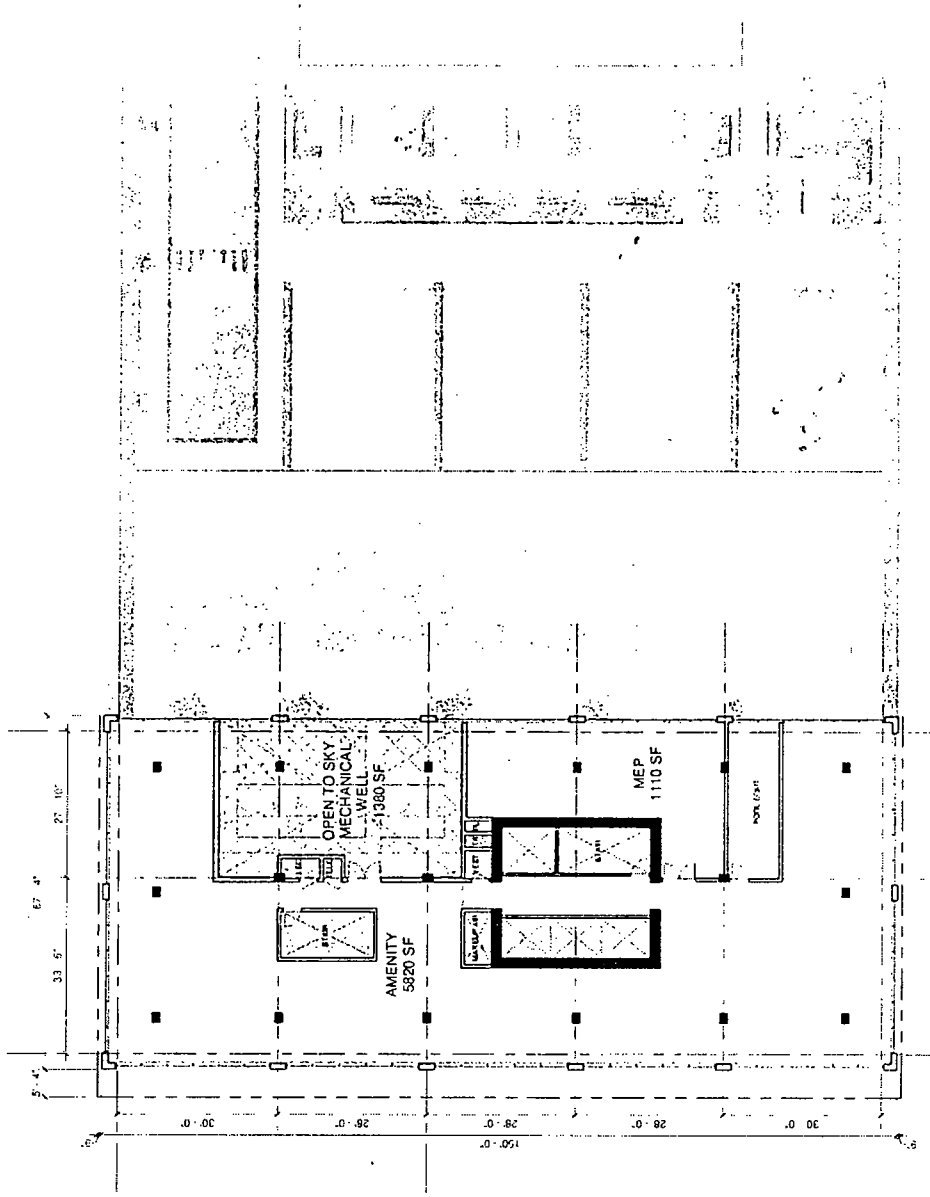 OPEN TO SKY
MECHANICAL
WELL
1380 SF
MEP
1110 SF
STAIR
STAIR
AMENITY
5820 SF
27' 10"
67' 4"
33' 6"
5' - 4"
30' - 0"
28' - 0"
28' - 0"
28' - 0"
30' 0"
150'-0"